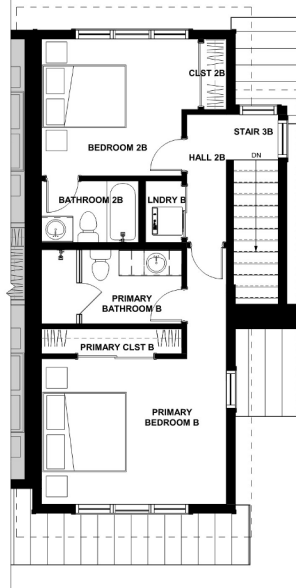 CLST 2B
STAIR 3B
BEDROOM 2B
HALL 2B
DN
BATHROOM 2B
LNDRY B
PRIMARY
BATHROOM B
PRIMARY CLST B
PRIMARY
BEDROOM B